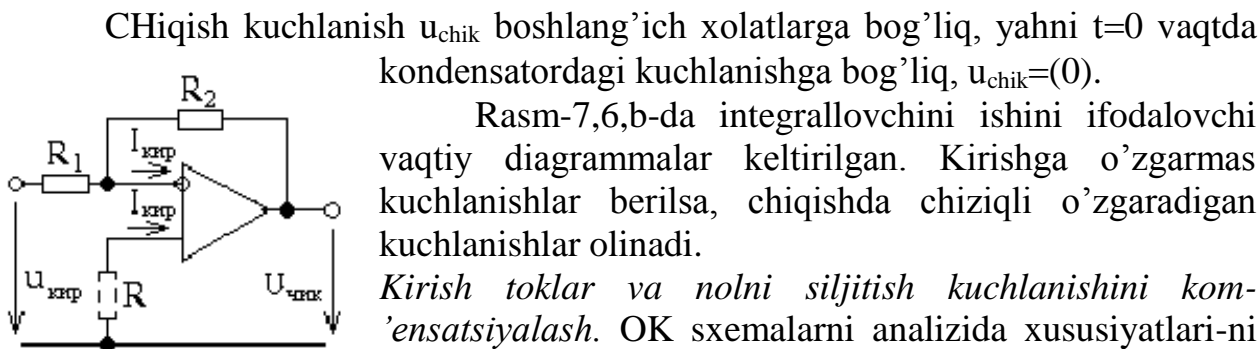 CHiqish kuchlanish uchik boshlang’ich xolatlarga bog’liq, yahni t=0 vaqtda
kondensatordagi kuchlanishga bog’liq, uchik=(0).
Rasm-7,6,b-da integrallovchini ishini ifodalovchi
vaqtiy diagrammalar keltirilgan. Kirishga o’zgarmas
kuchlanishlar berilsa, chiqishda chiziqli o’zgaradigan
kuchlanishlar olinadi.
Kirish toklar va nolni siljitish kuchlanishini kom-
’ensatsiyalash. OK sxemalarni analizida xususiyatlari-ni
R2
R1
Iкир
Iкир
uкир
R
Uчик